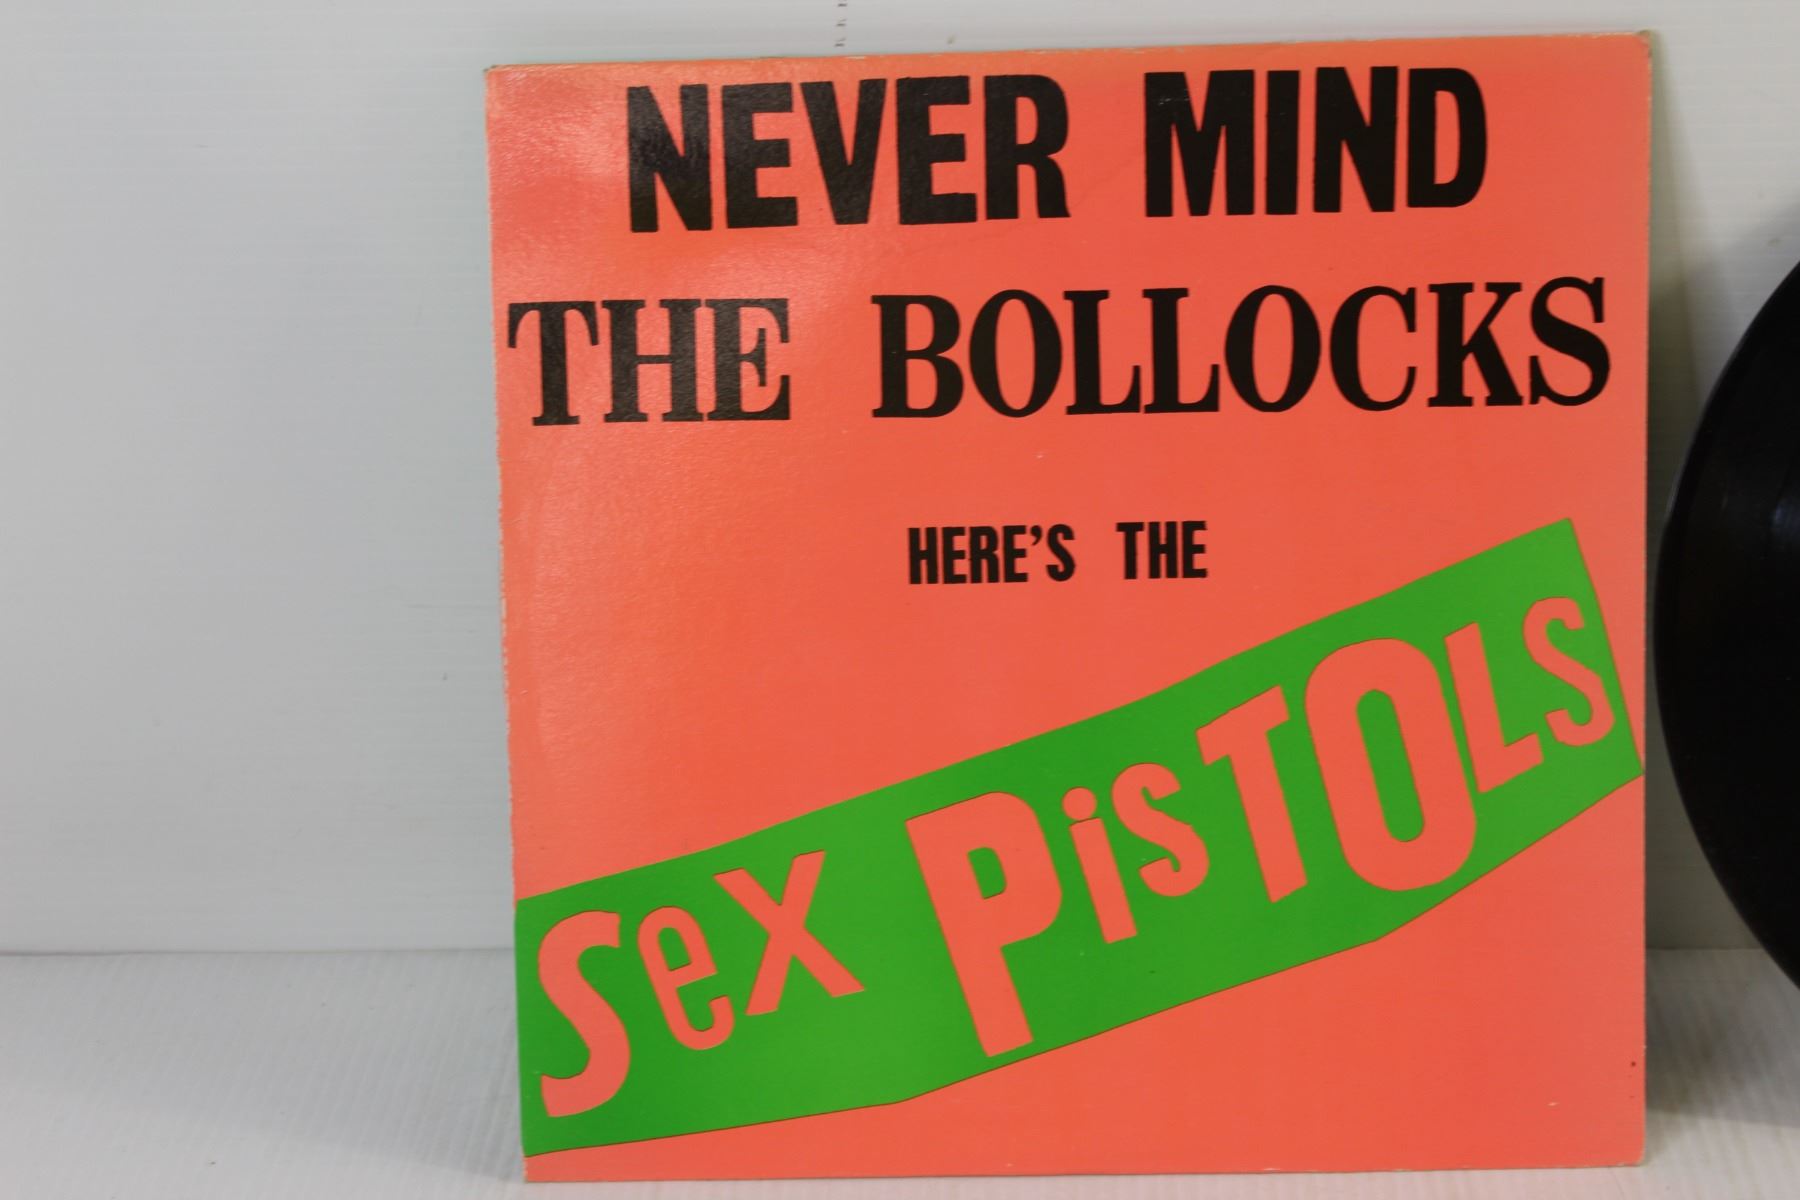 NEVER MIND
THE BOLLOCKS
HERE'S THE
Sex PisTOLS